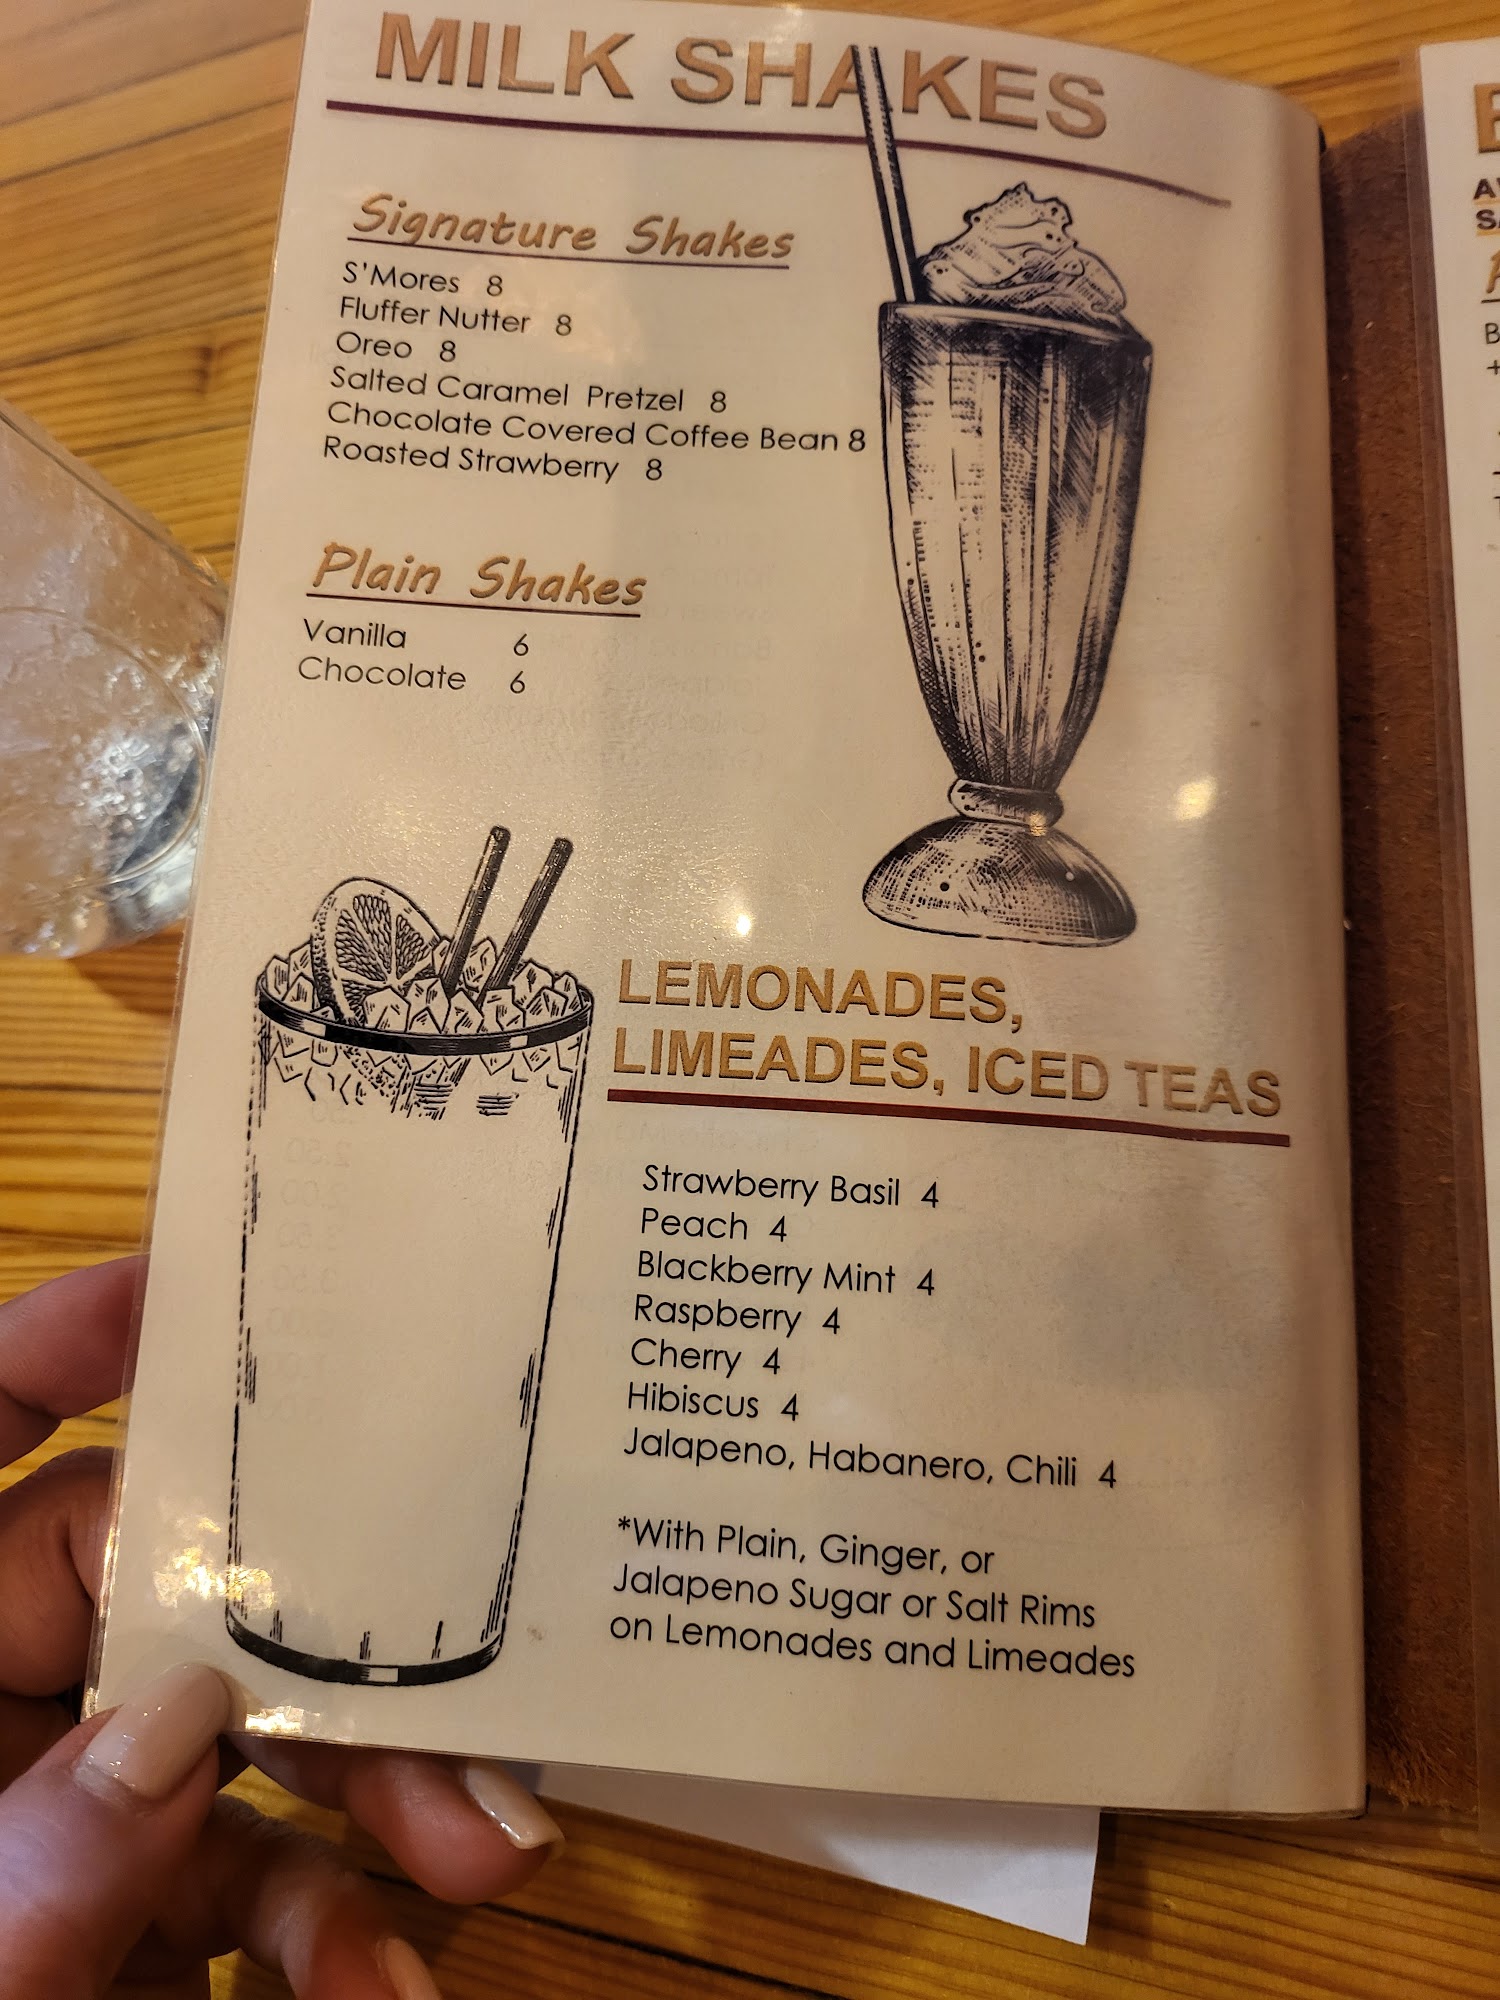 MILK SHAKES
Signature Shakes
S'Mores 8
Fluffer Nutter 8
Oreo 8
Salted Caramel Pretzel 8
Chocolate Covered Coffee Bean 8
Roasted Strawberry 8
Plain Shakes
Vanilla 6
Chocolate 6
LEMONADES,
LIMEADES, ICED TEAS
Strawberry Basil 4
Peach 4
Blackberry Mint 4
Raspberry 4
Cherry 4
Hibiscus 4
Jalapeno, Habanero, Chili 4
*With Plain, Ginger, or
Jalapeno Sugar or Salt Rims
on Lemonades and Limeades